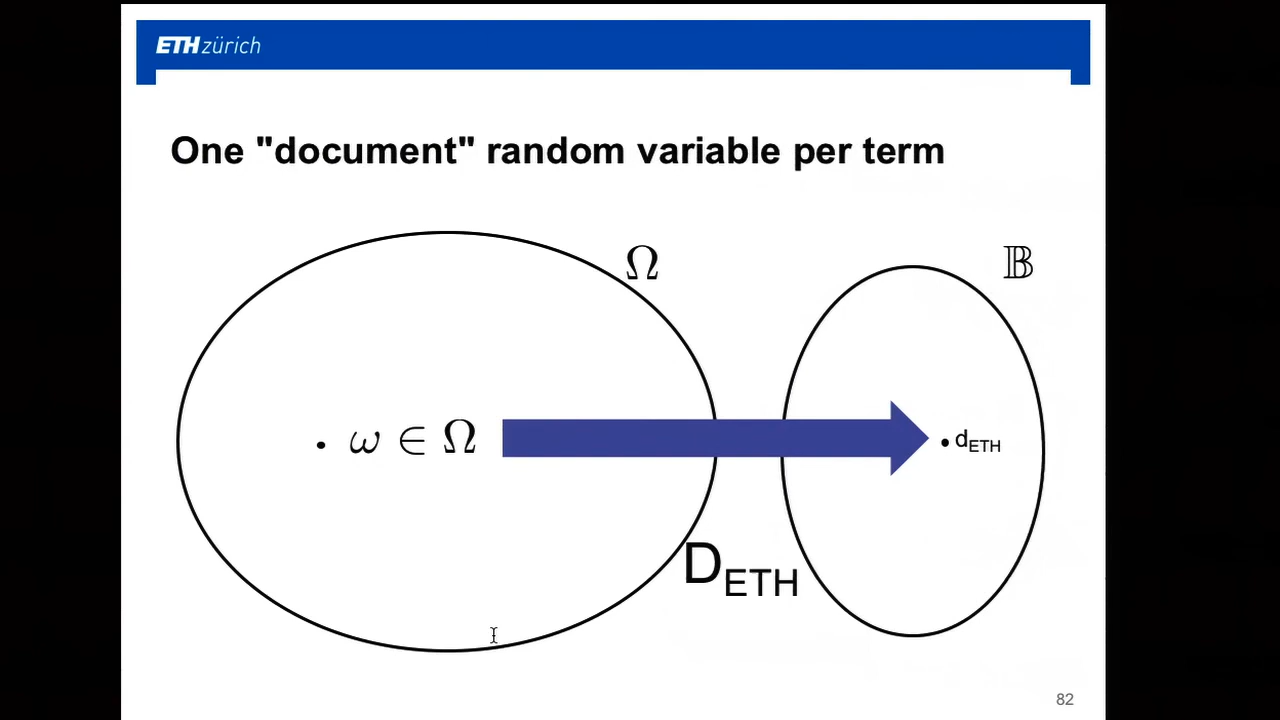 ETH zürich
One "document" random variable per term
Ω
𝔹
· ω ∈ Ω
• d_ETH
D_ETH
82